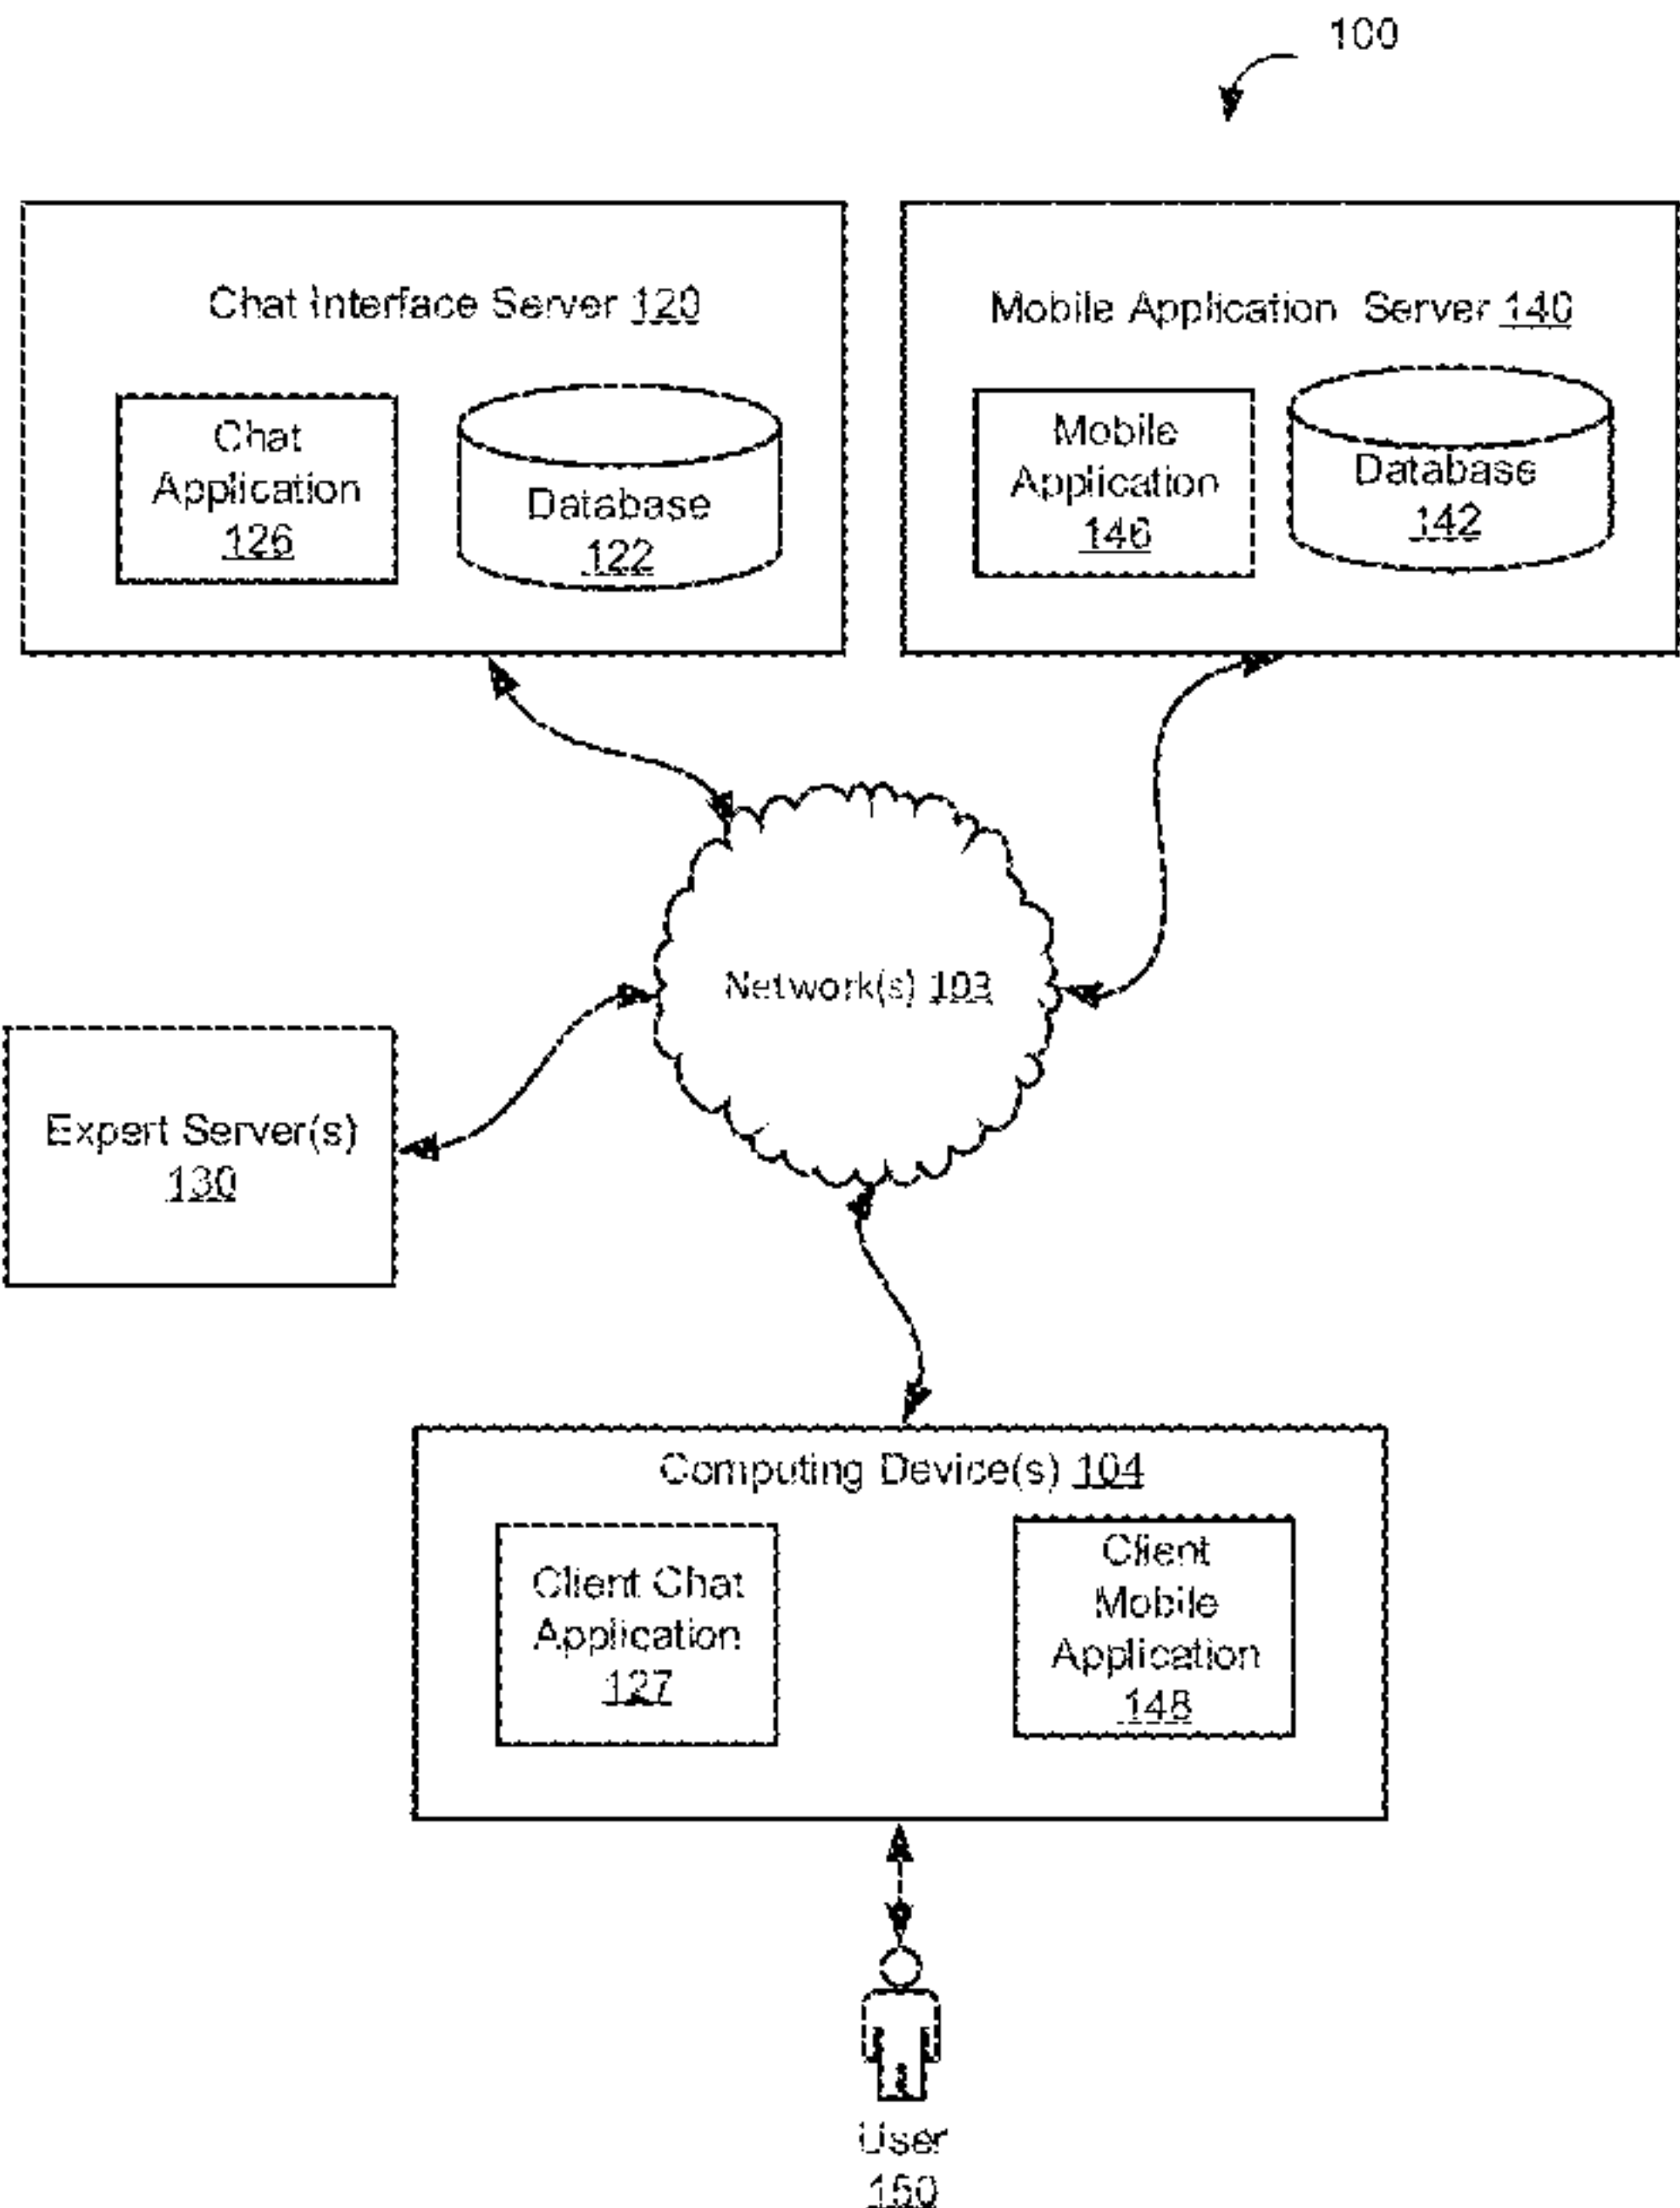 100
Chat Interface Server 120
Chat
Application
126
Database
122
Mobile Application Server 140
Mobile
Application
146
Database
142
Network(s) 103
Expert Server(s)
130
Computing Device(s) 104
Client Chat
Application
127
Client
Mobile
Application
148
User
150